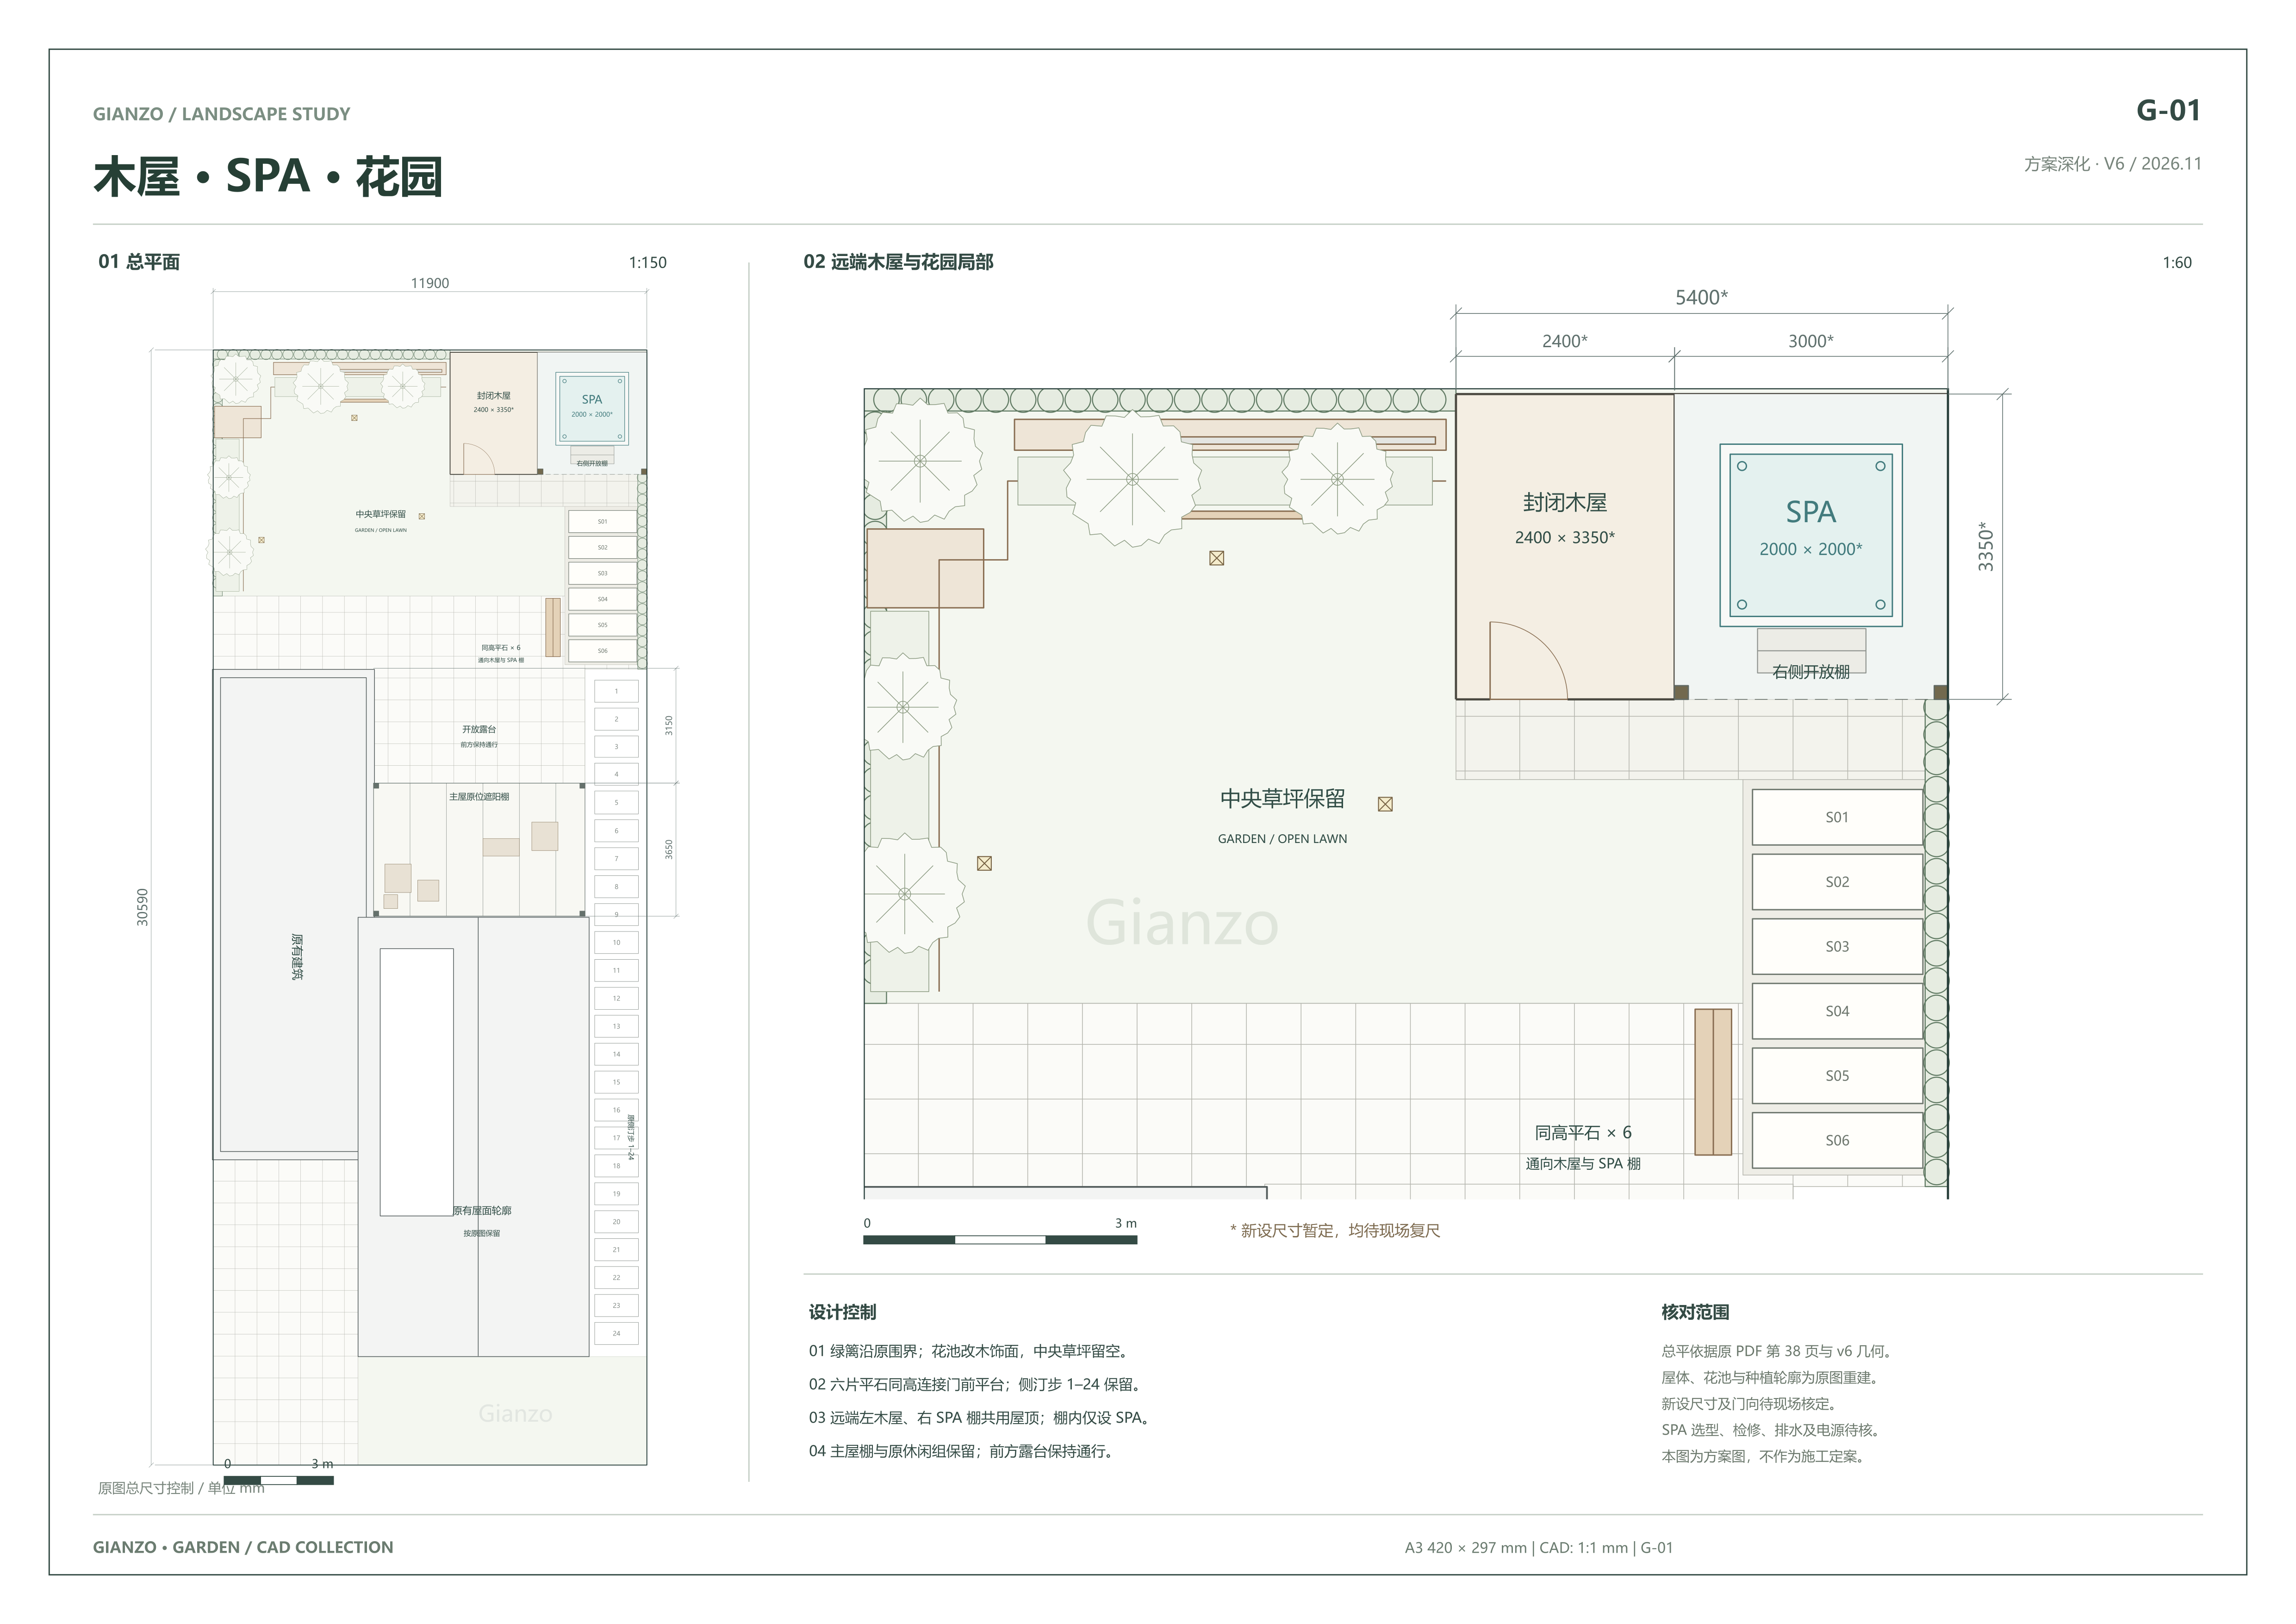 GIANZO / LANDSCAPE STUDY
木屋 • SPA • 花园
G-01
方案深化 · V6 / 2026.11
01 总平面
1:150
11900
封闭木屋
2400 × 3350*
SPA
2000 × 2000*
右侧开放棚
中央草坪保留
GARDEN / OPEN LAWN
S01
S02
S03
S04
S05
S06
同高平石 × 6
通向木屋与 SPA 棚
开放露台
前方保持通行
主屋原位遮阳棚
3150
3650
30590
原有建筑
1
2
3
4
5
6
7
8
9
10
11
12
13
14
15
16
17
18
19
20
21
22
23
24
原侧汀步 1–24
原有屋面轮廓
按原图保留
Gianzo
0
3 m
原图总尺寸控制 / 单位 mm
02 远端木屋与花园局部
1:60
5400*
2400*
3000*
3350*
封闭木屋
2400 × 3350*
SPA
2000 × 2000*
右侧开放棚
中央草坪保留
GARDEN / OPEN LAWN
Gianzo
S01
S02
S03
S04
S05
S06
同高平石 × 6
通向木屋与 SPA 棚
0
3 m
* 新设尺寸暂定，均待现场复尺
设计控制
01 绿篱沿原围界；花池改木饰面，中央草坪留空。
02 六片平石同高连接门前平台；侧汀步 1–24 保留。
03 远端左木屋、右 SPA 棚共用屋顶；棚内仅设 SPA。
04 主屋棚与原休闲组保留；前方露台保持通行。
核对范围
总平依据原 PDF 第 38 页与 v6 几何。
屋体、花池与种植轮廓为原图重建。
新设尺寸及门向待现场核定。
SPA 选型、检修、排水及电源待核。
本图为方案图，不作为施工定案。
GIANZO • GARDEN / CAD COLLECTION
A3 420 × 297 mm | CAD: 1:1 mm | G-01